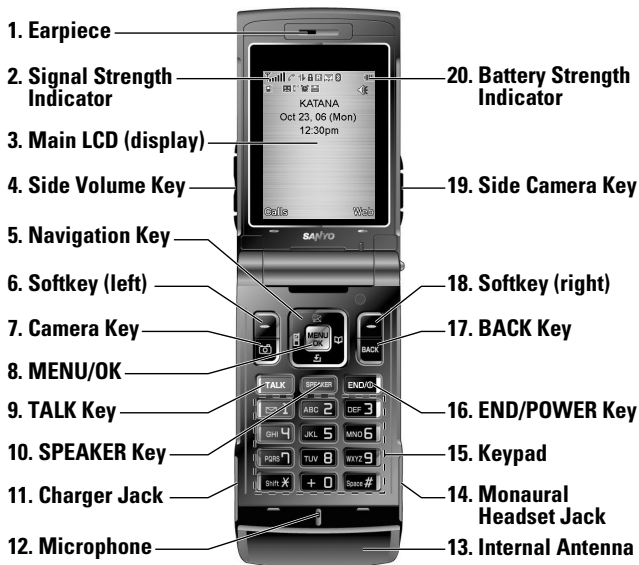 1. Earpiece
2. Signal Strength
Indicator
3. Main LCD (display)
4. Side Volume Key
5. Navigation Key
6. Softkey (left)
7. Camera Key
8. MENU/OK
9. TALK Key
10. SPEAKER Key
11. Charger Jack
12. Microphone
KATANA
Oct 23, 06 (Mon)
12:30pm
Calls
Web
SANYO
MENU
OK
BACK
TALK
SPEAKER
END/
1
ABC 2
DEF 3
GHI 4
JKL 5
MNO 6
PQRS 7
TUV 8
WXYZ 9
Shift *
+ 0
Space #
20. Battery Strength
Indicator
19. Side Camera Key
18. Softkey (right)
17. BACK Key
16. END/POWER Key
15. Keypad
14. Monaural
Headset Jack
13. Internal Antenna